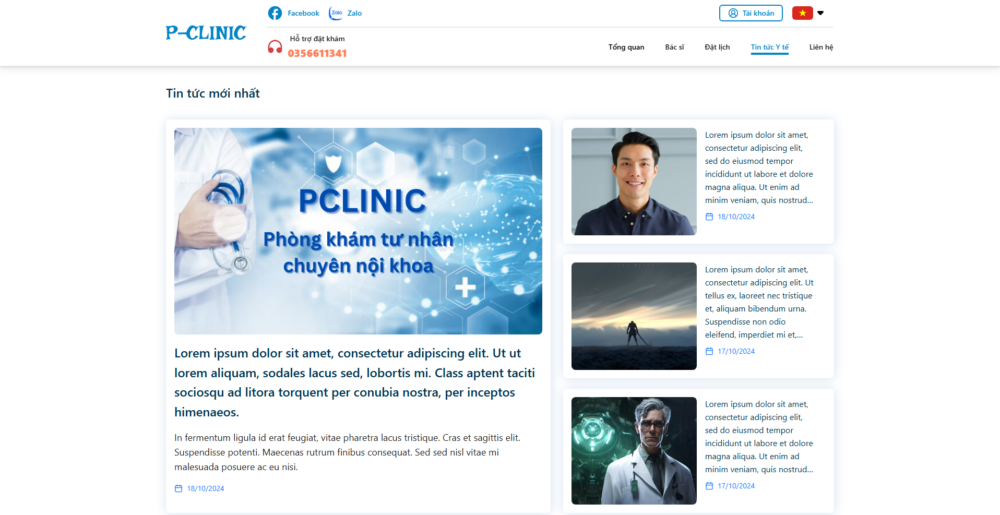 P-CLINIC
Facebook
Zalo
Zalo
Tài khoản
Hỗ trợ đặt khám
0356611341
Tổng quan
Bác sĩ
Đặt lịch
Tin tức Y tế
Liên hệ
Tin tức mới nhất
PCLINIC
Phòng khám tư nhân
chuyên nội khoa
Lorem ipsum dolor sit amet, consectetur adipiscing elit. Ut ut
lorem aliquam, sodales lacus sed, lobortis mi. Class aptent taciti
sociosqu ad litora torquent per conubia nostra, per inceptos
himenaeos.
In fermentum ligula id erat feugiat, vitae pharetra lacus tristique. Cras et sagittis elit.
Suspendisse potenti. Maecenas rutrum finibus consequat. Sed sed nisl vitae mi
malesuada posuere ac eu nisi.
18/10/2024
Lorem ipsum dolor sit amet,
consectetur adipiscing elit,
sed do eiusmod tempor
incididunt ut labore et dolore
magna aliqua. Ut enim ad
minim veniam, quis nostrud...
18/10/2024
Lorem ipsum dolor sit amet,
consectetur adipiscing elit. Ut
tellus ex, laoreet nec tristique
et, aliquam bibendum urna.
Suspendisse non odio
eleifend, imperdiet mi et,...
17/10/2024
Lorem ipsum dolor sit amet,
consectetur adipiscing elit,
sed do eiusmod tempor
incididunt ut labore et dolore
magna aliqua. Ut enim ad
minim veniam, quis nostrud...
17/10/2024